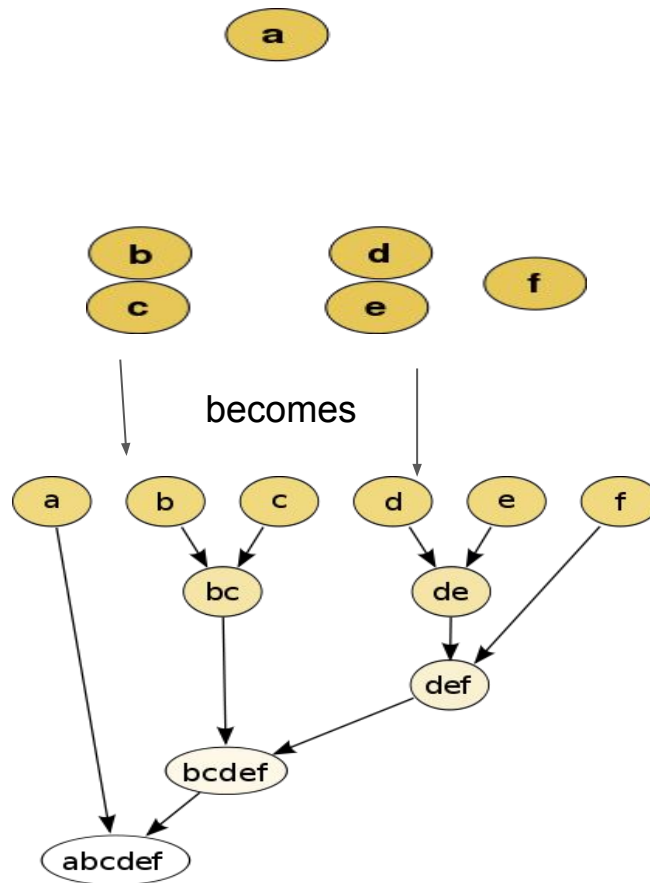 a
b d
c e f
becomes
a b c d e f
bc de
def
bcdef
abcdef